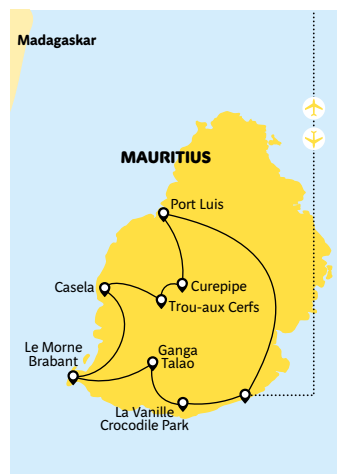 Madagaskar
MAURITIUS
Port Luis
Casela
Curepipe
Trou-aux Cerfs
Le Morne
Brabant
Ganga
Talao
La Vanille
Crocodile Park